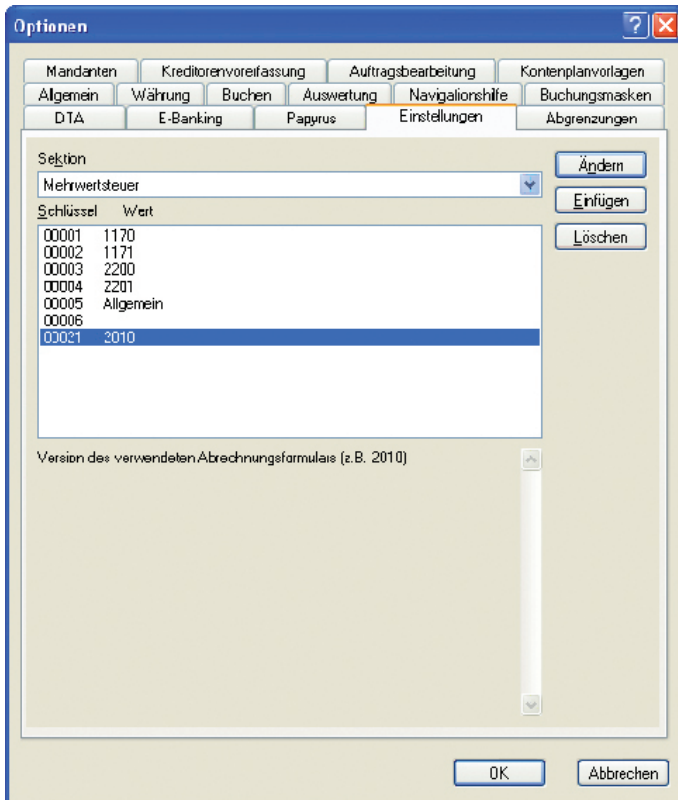 Optionen
Mandanten Kreditorenvorerfassung Auftragsbearbeitung Kontenplanvorlagen
Allgemein Währung Buchen Auswertung Navigationshilfe Buchungsmasken
DTA E-Banking Papyrus Einstellungen Abgrenzungen
Sektion
Ändern
Mehrwertsteuer
Einfügen
Schlüssel Wert
Löschen
00001 1170
00002 1171
00003 2200
00004 2201
00005 Allgemein
00006
00021 2010
Version des verwendeten Abrechnungsformulars (z.B. 2010)
OK Abbrechen